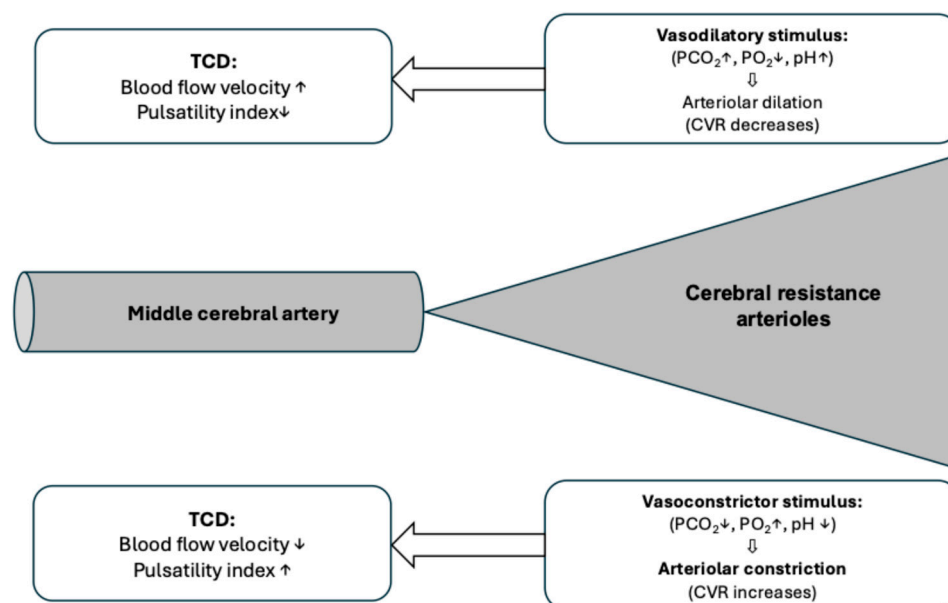 TCD:
Blood flow velocity ↑
Pulsatility index↓
Vasodilatory stimulus:
(PCO₂↑, PO₂↓, pH↑)
⇩
Arteriolar dilation
(CVR decreases)
Middle cerebral artery
Cerebral resistance
arterioles
TCD:
Blood flow velocity ↓
Pulsatility index ↑
Vasoconstrictor stimulus:
(PCO₂↓, PO₂↑, pH ↓)
⇩
Arteriolar constriction
(CVR increases)